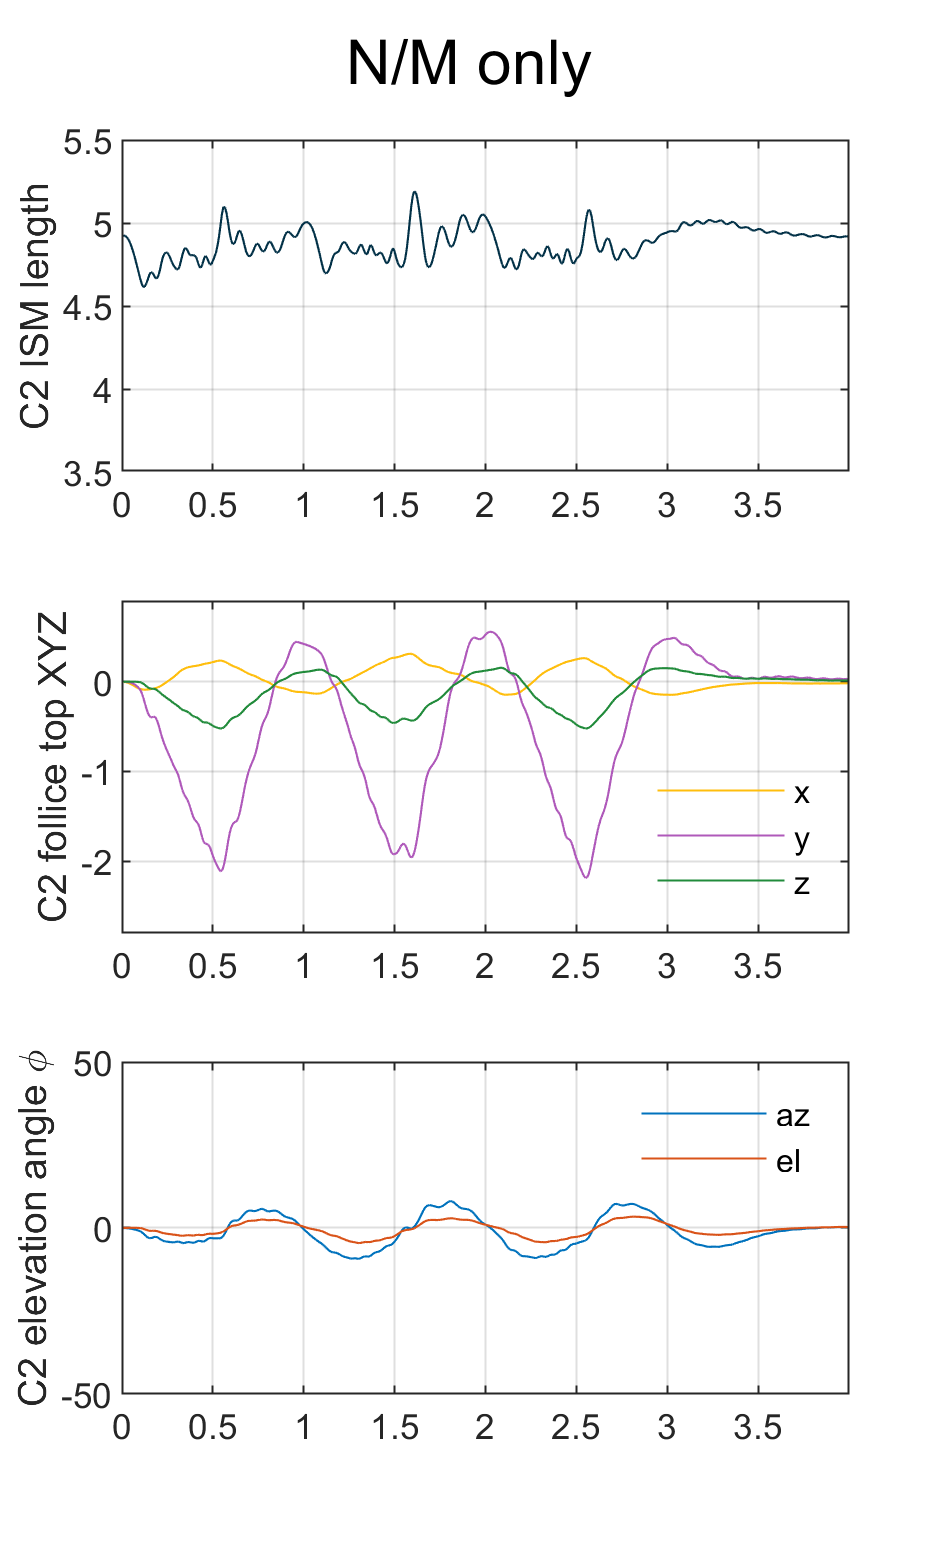 N/M only
C2 ISM length
5.5
5
4.5
4
3.5
0 0.5 1 1.5 2 2.5 3 3.5
C2 follice top XYZ
0
-1
-2
x
y
z
0 0.5 1 1.5 2 2.5 3 3.5
C2 elevation angle ϕ
50
0
-50
az
el
0 0.5 1 1.5 2 2.5 3 3.5